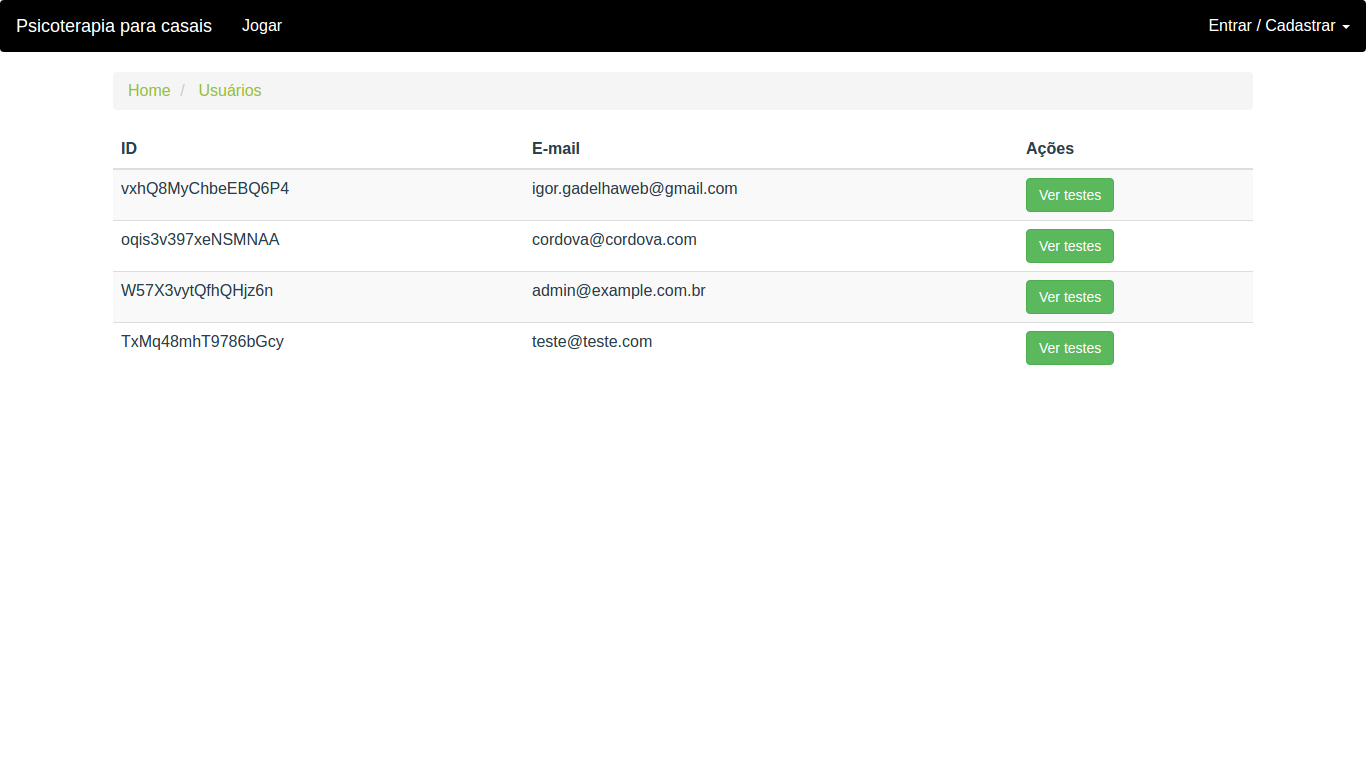 Psicoterapia para casais Jogar Entrar / Cadastrar
Home / Usuários
ID E-mail Ações
vxhQ8MyChbeEBQ6P4 igor.gadelhaweb@gmail.com Ver testes
oqis3v397xeNSMNAA cordova@cordova.com Ver testes
W57X3vytQfhQHjz6n admin@example.com.br Ver testes
TxMq48mhT9786bGcy teste@teste.com Ver testes